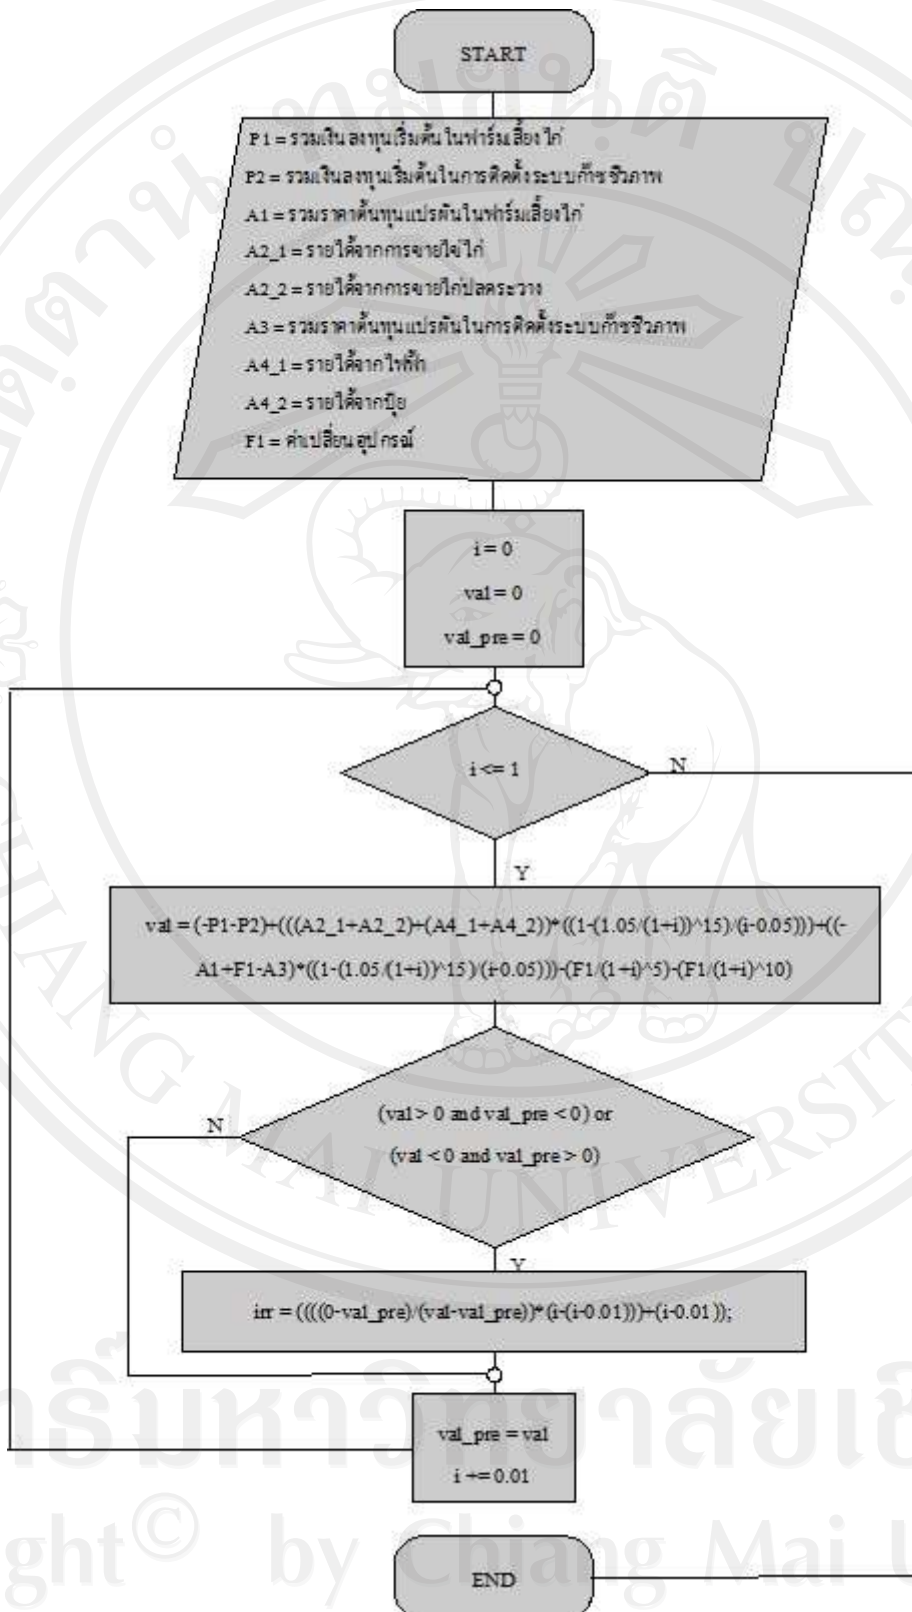 START
P1 = รวมเงินลงทุนเริ่มต้นในฟาร์มเลี้ยงไก่
P2 = รวมเงินลงทุนเริ่มต้นในการติดตั้งระบบก๊าซชีวภาพ
A1 = รวมราคาต้นทุนแปรผันในฟาร์มเลี้ยงไก่
A2_1 = รายได้จากการขายไข่ไก่
A2_2 = รายได้จากการขายไก่ปลดระวาง
A3 = รวมราคาต้นทุนแปรผันในการติดตั้งระบบก๊าซชีวภาพ
A4_1 = รายได้จากไฟฟ้า
A4_2 = รายได้จากปุ๋ย
F1 = ค่าเปลี่ยนอุปกรณ์
i = 0
val = 0
val_pre = 0
i <= 1
N
Y
val = (-P1-P2)+(((A2_1+A2_2)+(A4_1+A4_2))*((1-(1.05/(1+i))^15)/(i-0.05)))+((-
A1+F1-A3)*((1-(1.05/(1+i))^15)/(i+0.05)))-(F1/(1+i)^5)-(F1/(1+i)^10)
(val > 0 and val_pre < 0) or
N
(val < 0 and val_pre > 0)
Y
irr = ((((0-val_pre)/(val-val_pre))*(i-(i-0.01)))+(i-0.01));
val_pre = val
i += 0.01
END
CHIANG MAI UNIVERSIT
ght© by Chiang Mai U